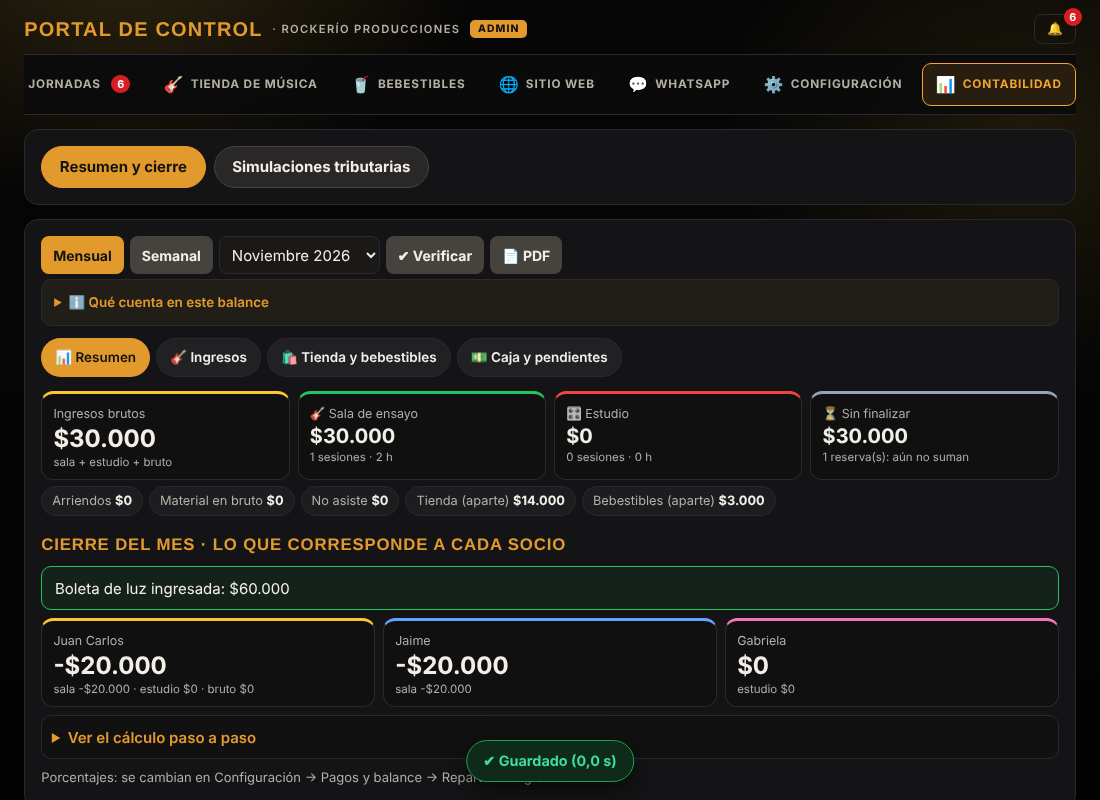 PORTAL DE CONTROL · ROCKERÍO PRODUCCIONES ADMIN 🔔 6
JORNADAS 6 🎸 TIENDA DE MÚSICA 🥤 BEBESTIBLES 🌐 SITIO WEB 💬 WHATSAPP ⚙️ CONFIGURACIÓN 📊 CONTABILIDAD
Resumen y cierre Simulaciones tributarias
Mensual Semanal Noviembre 2026 ✔ Verificar 📄 PDF
▶ ℹ️ Qué cuenta en este balance
📊 Resumen 🎸 Ingresos 🛍️ Tienda y bebestibles 💵 Caja y pendientes
Ingresos brutos
$30.000
sala + estudio + bruto
🎸 Sala de ensayo
$30.000
1 sesiones · 2 h
🎛️ Estudio
$0
0 sesiones · 0 h
⏳ Sin finalizar
$30.000
1 reserva(s): aún no suman
Arriendos $0 Material en bruto $0 No asiste $0 Tienda (aparte) $14.000 Bebestibles (aparte) $3.000
CIERRE DEL MES · LO QUE CORRESPONDE A CADA SOCIO
Boleta de luz ingresada: $60.000
Juan Carlos
-$20.000
sala -$20.000 · estudio $0 · bruto $0
Jaime
-$20.000
sala -$20.000
Gabriela
$0
estudio $0
▶ Ver el cálculo paso a paso
✔ Guardado (0,0 s)
Porcentajes: se cambian en Configuración → Pagos y balance →